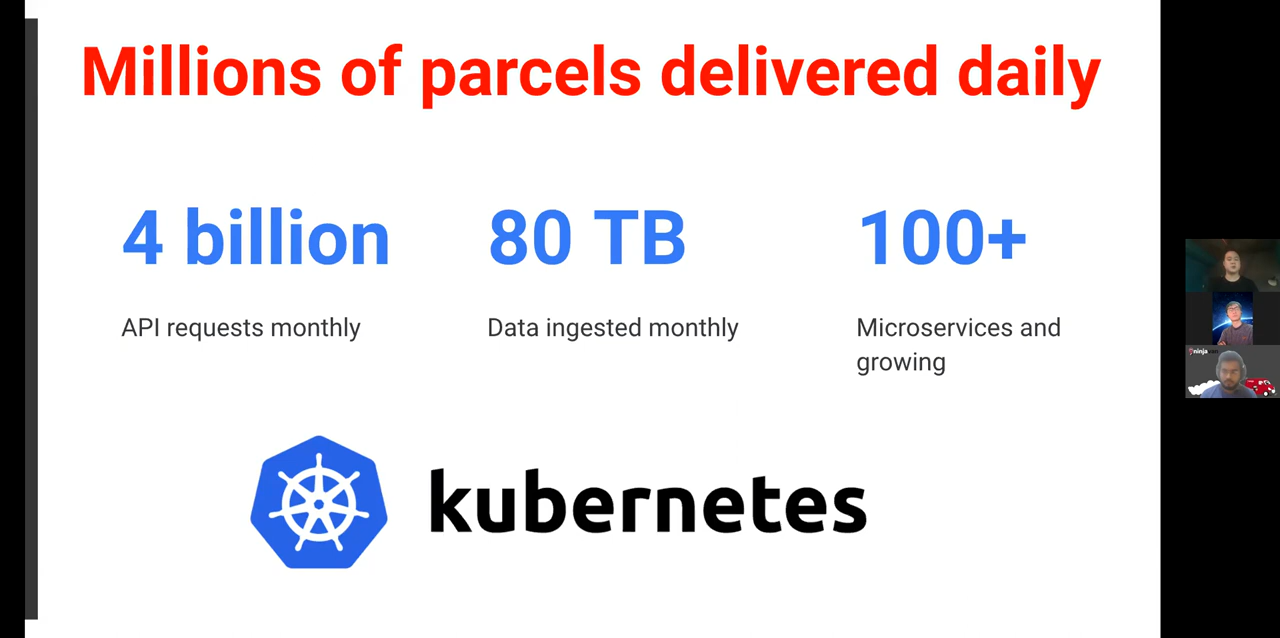 Millions of parcels delivered daily
4 billion
80 TB
100+
API requests monthly
Data ingested monthly
Microservices and
growing
kubernetes
ninja